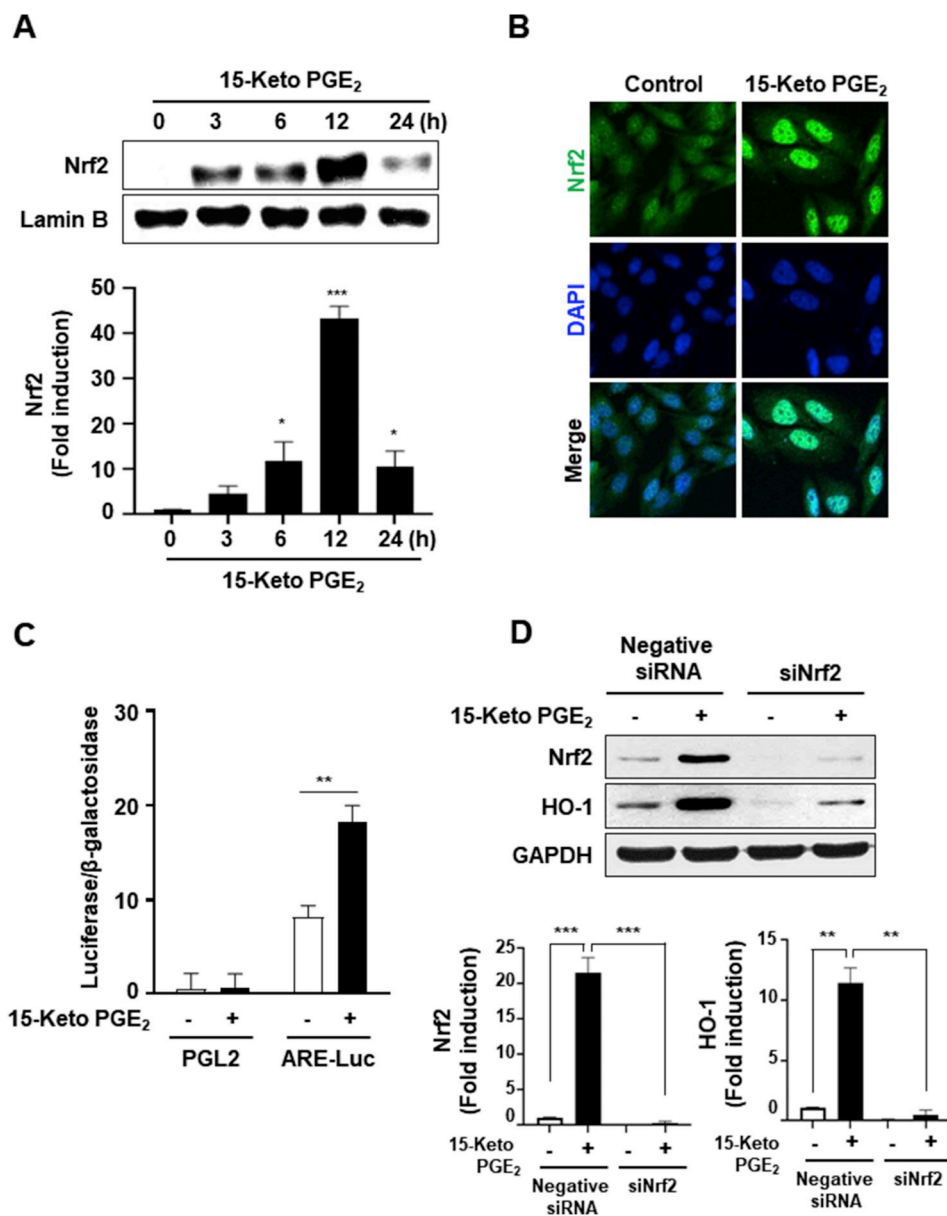 A
15-Keto PGE₂
0 3 6 12 24 (h)
Nrf2
Lamin B
Nrf2
(Fold induction)
50
40
30
20
10
0
***
*
*
0 3 6 12 24 (h)
15-Keto PGE₂
B
Control 15-Keto PGE₂
Nrf2
DAPI
Merge
C
Luciferase/β-galactosidase
30
20
10
0
**
15-Keto PGE₂ - + - +
PGL2 ARE-Luc
D
Negative
siRNA
siNrf2
15-Keto PGE₂ - + - +
Nrf2
HO-1
GAPDH
Nrf2
(Fold induction)
25
20
15
10
5
0
*** ***
15-Keto
PGE₂
- + - +
Negative
siRNA
siNrf2
HO-1
(Fold induction)
15
10
5
0
** **
15-Keto
PGE₂
- + - +
Negative
siRNA
siNrf2